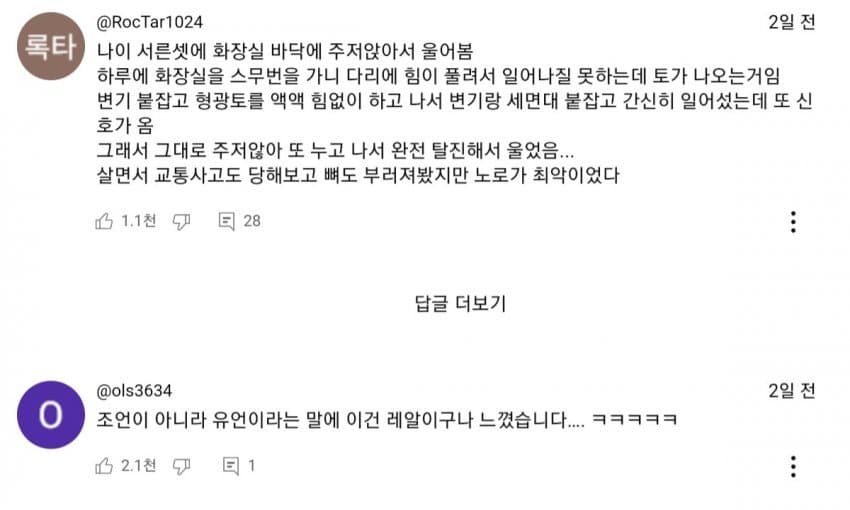 록타
@RocTar1024
2일 전
나이 서른셋에 화장실 바닥에 주저앉아서 울어봄
하루에 화장실을 스무번을 가니 다리에 힘이 풀려서 일어나질 못하는데 토가 나오는거임
변기 붙잡고 형광토를 액액 힘없이 하고 나서 변기랑 세면대 붙잡고 간신히 일어섰는데 또 신
호가 옴
그래서 그대로 주저않아 또 누고 나서 완전 탈진해서 울었음...
살면서 교통사고도 당해보고 뼈도 부러져봤지만 노로가 최악이었다
1.1천
28
답글 더보기
O
@ols3634
2일 전
조언이 아니라 유언이라는 말에 이건 레알이구나 느꼈습니다.... ㅋㅋㅋㅋㅋ
2.1천
1